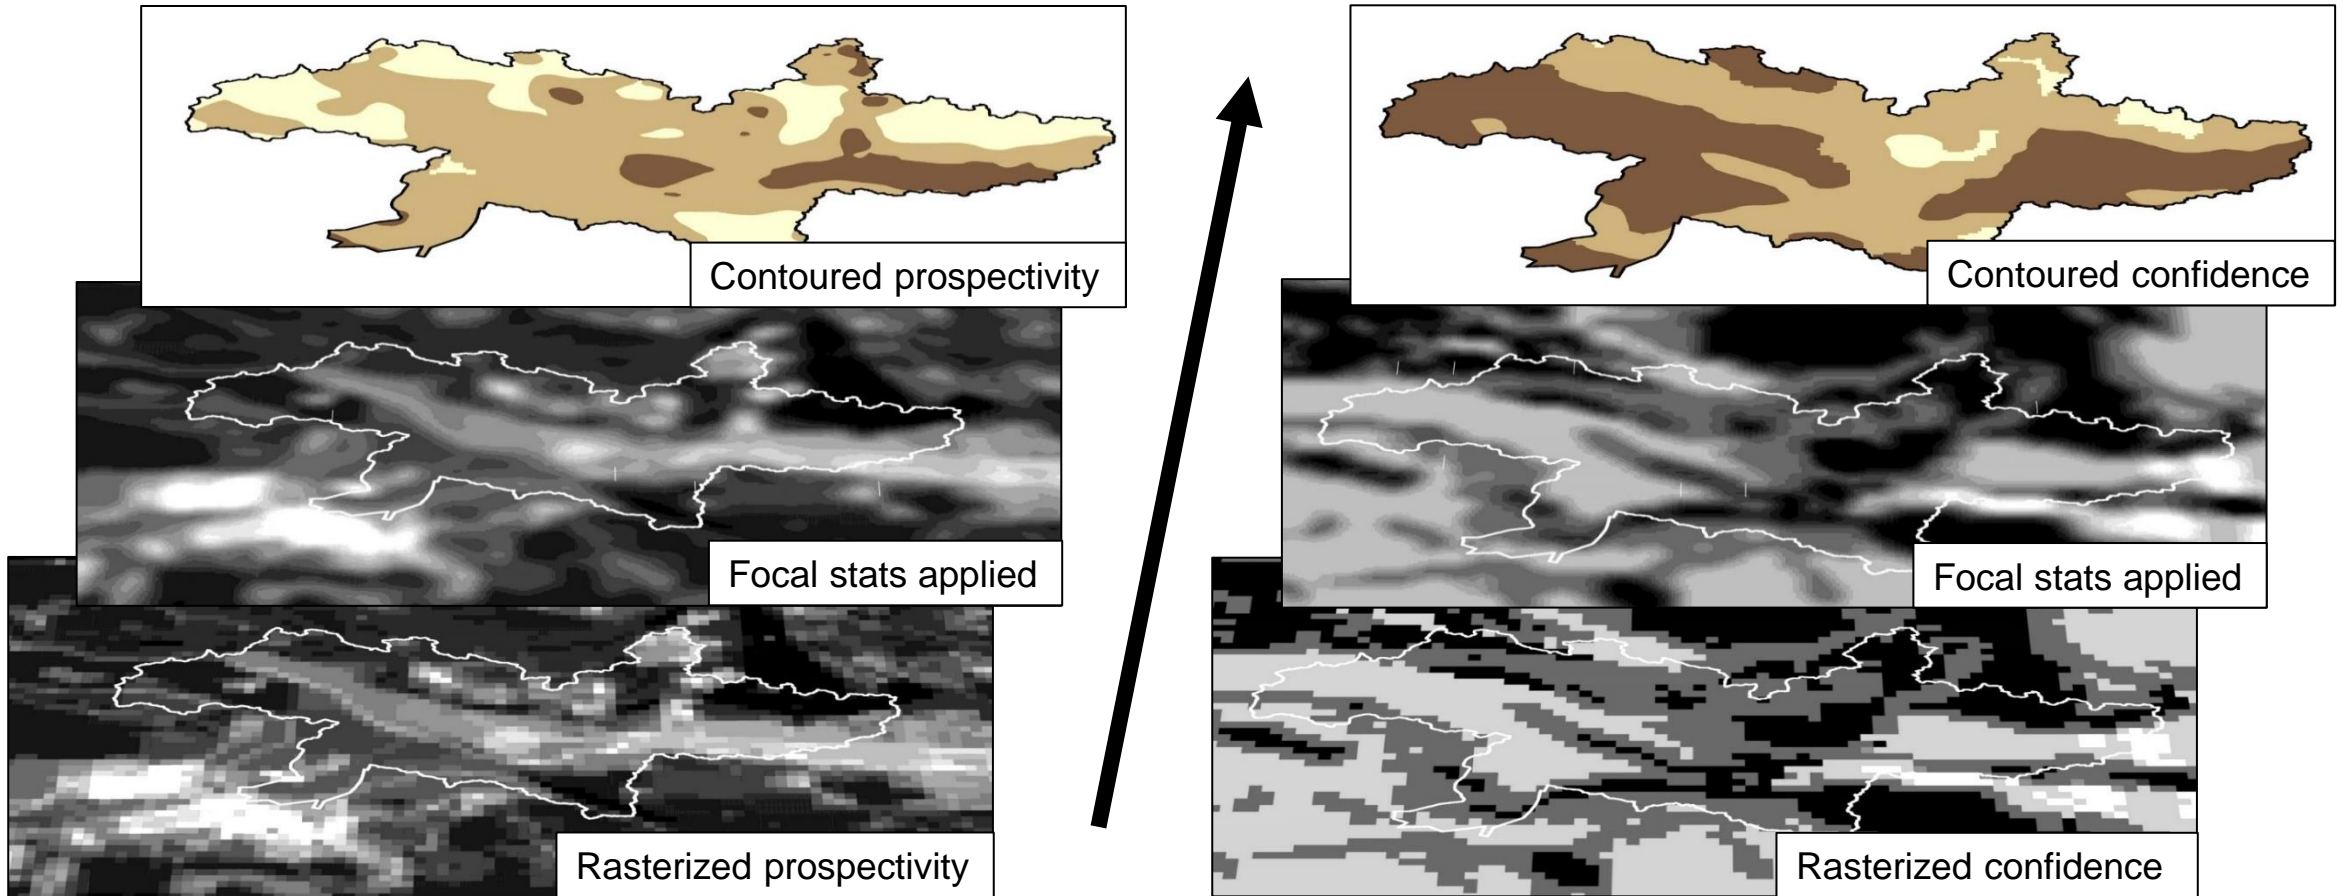 Contoured prospectivity
Focal stats applied
Rasterized prospectivity
Contoured confidence
Focal stats applied
Rasterized confidence